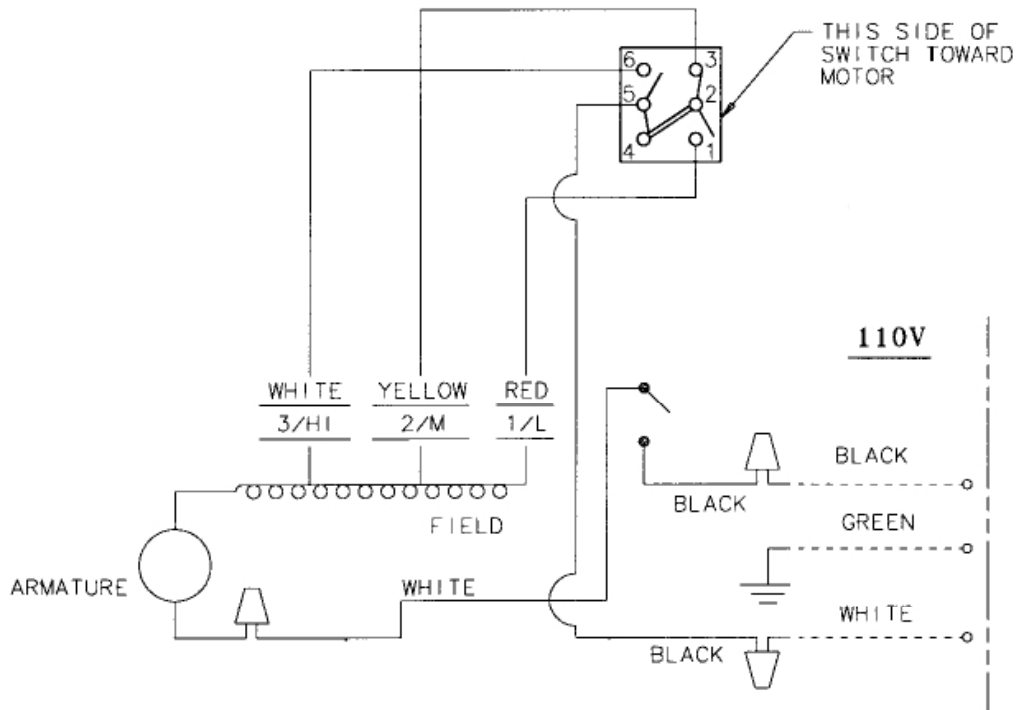 THIS SIDE OF
SWITCH TOWARD
MOTOR
6 3
5 2
4 1
110V
WHITE YELLOW RED
3/HI 2/M 1/L
BLACK
BLACK
FIELD
GREEN
ARMATURE
WHITE
WHITE
BLACK